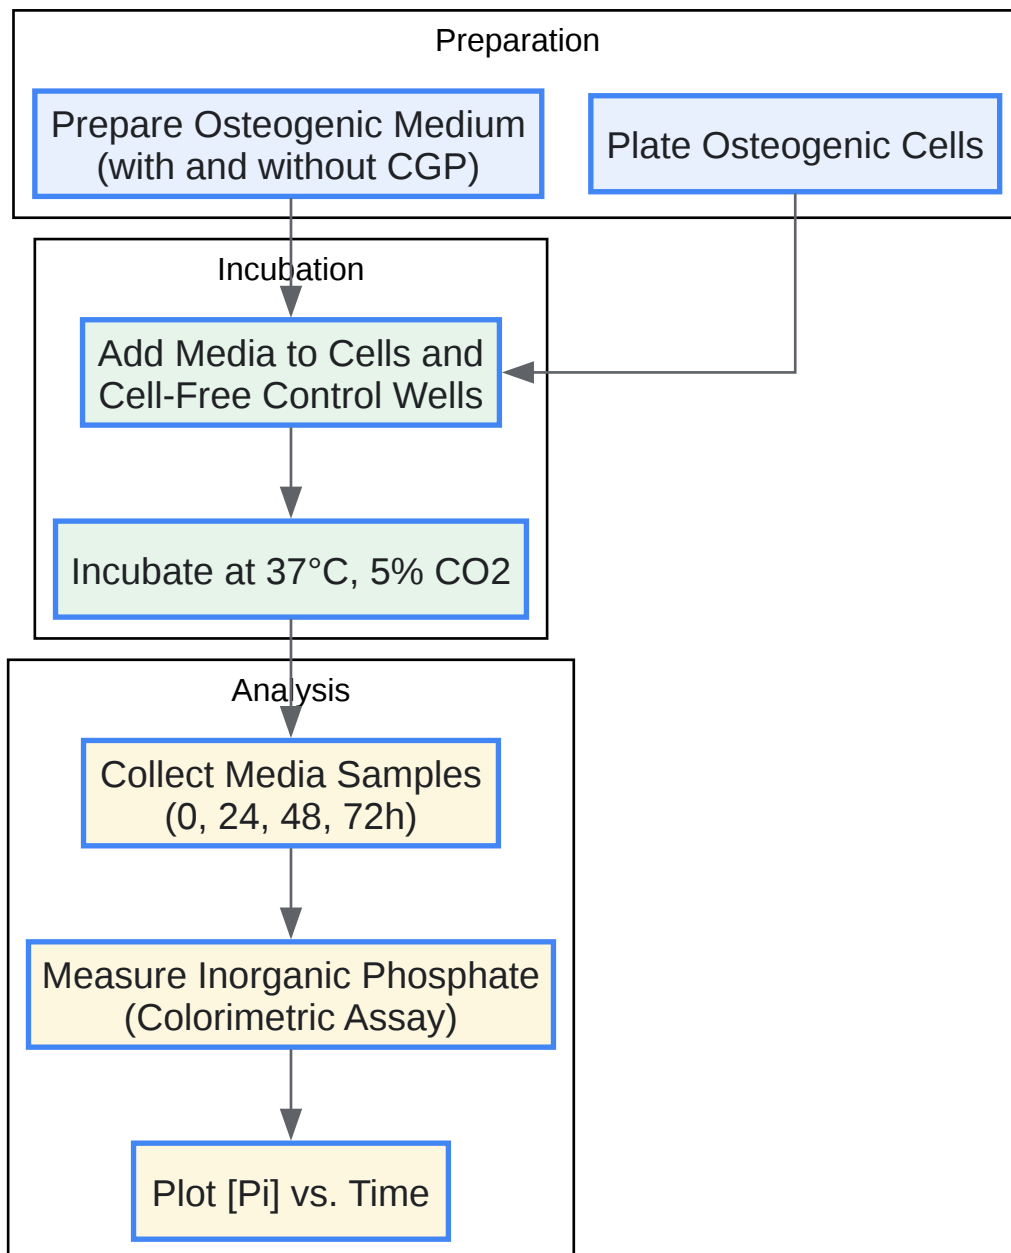 Preparation
Prepare Osteogenic Medium
(with and without CGP)
Plate Osteogenic Cells
Incubation
Add Media to Cells and
Cell-Free Control Wells
Incubate at 37°C, 5% CO2
Analysis
Collect Media Samples
(0, 24, 48, 72h)
Measure Inorganic Phosphate
(Colorimetric Assay)
Plot [Pi] vs. Time